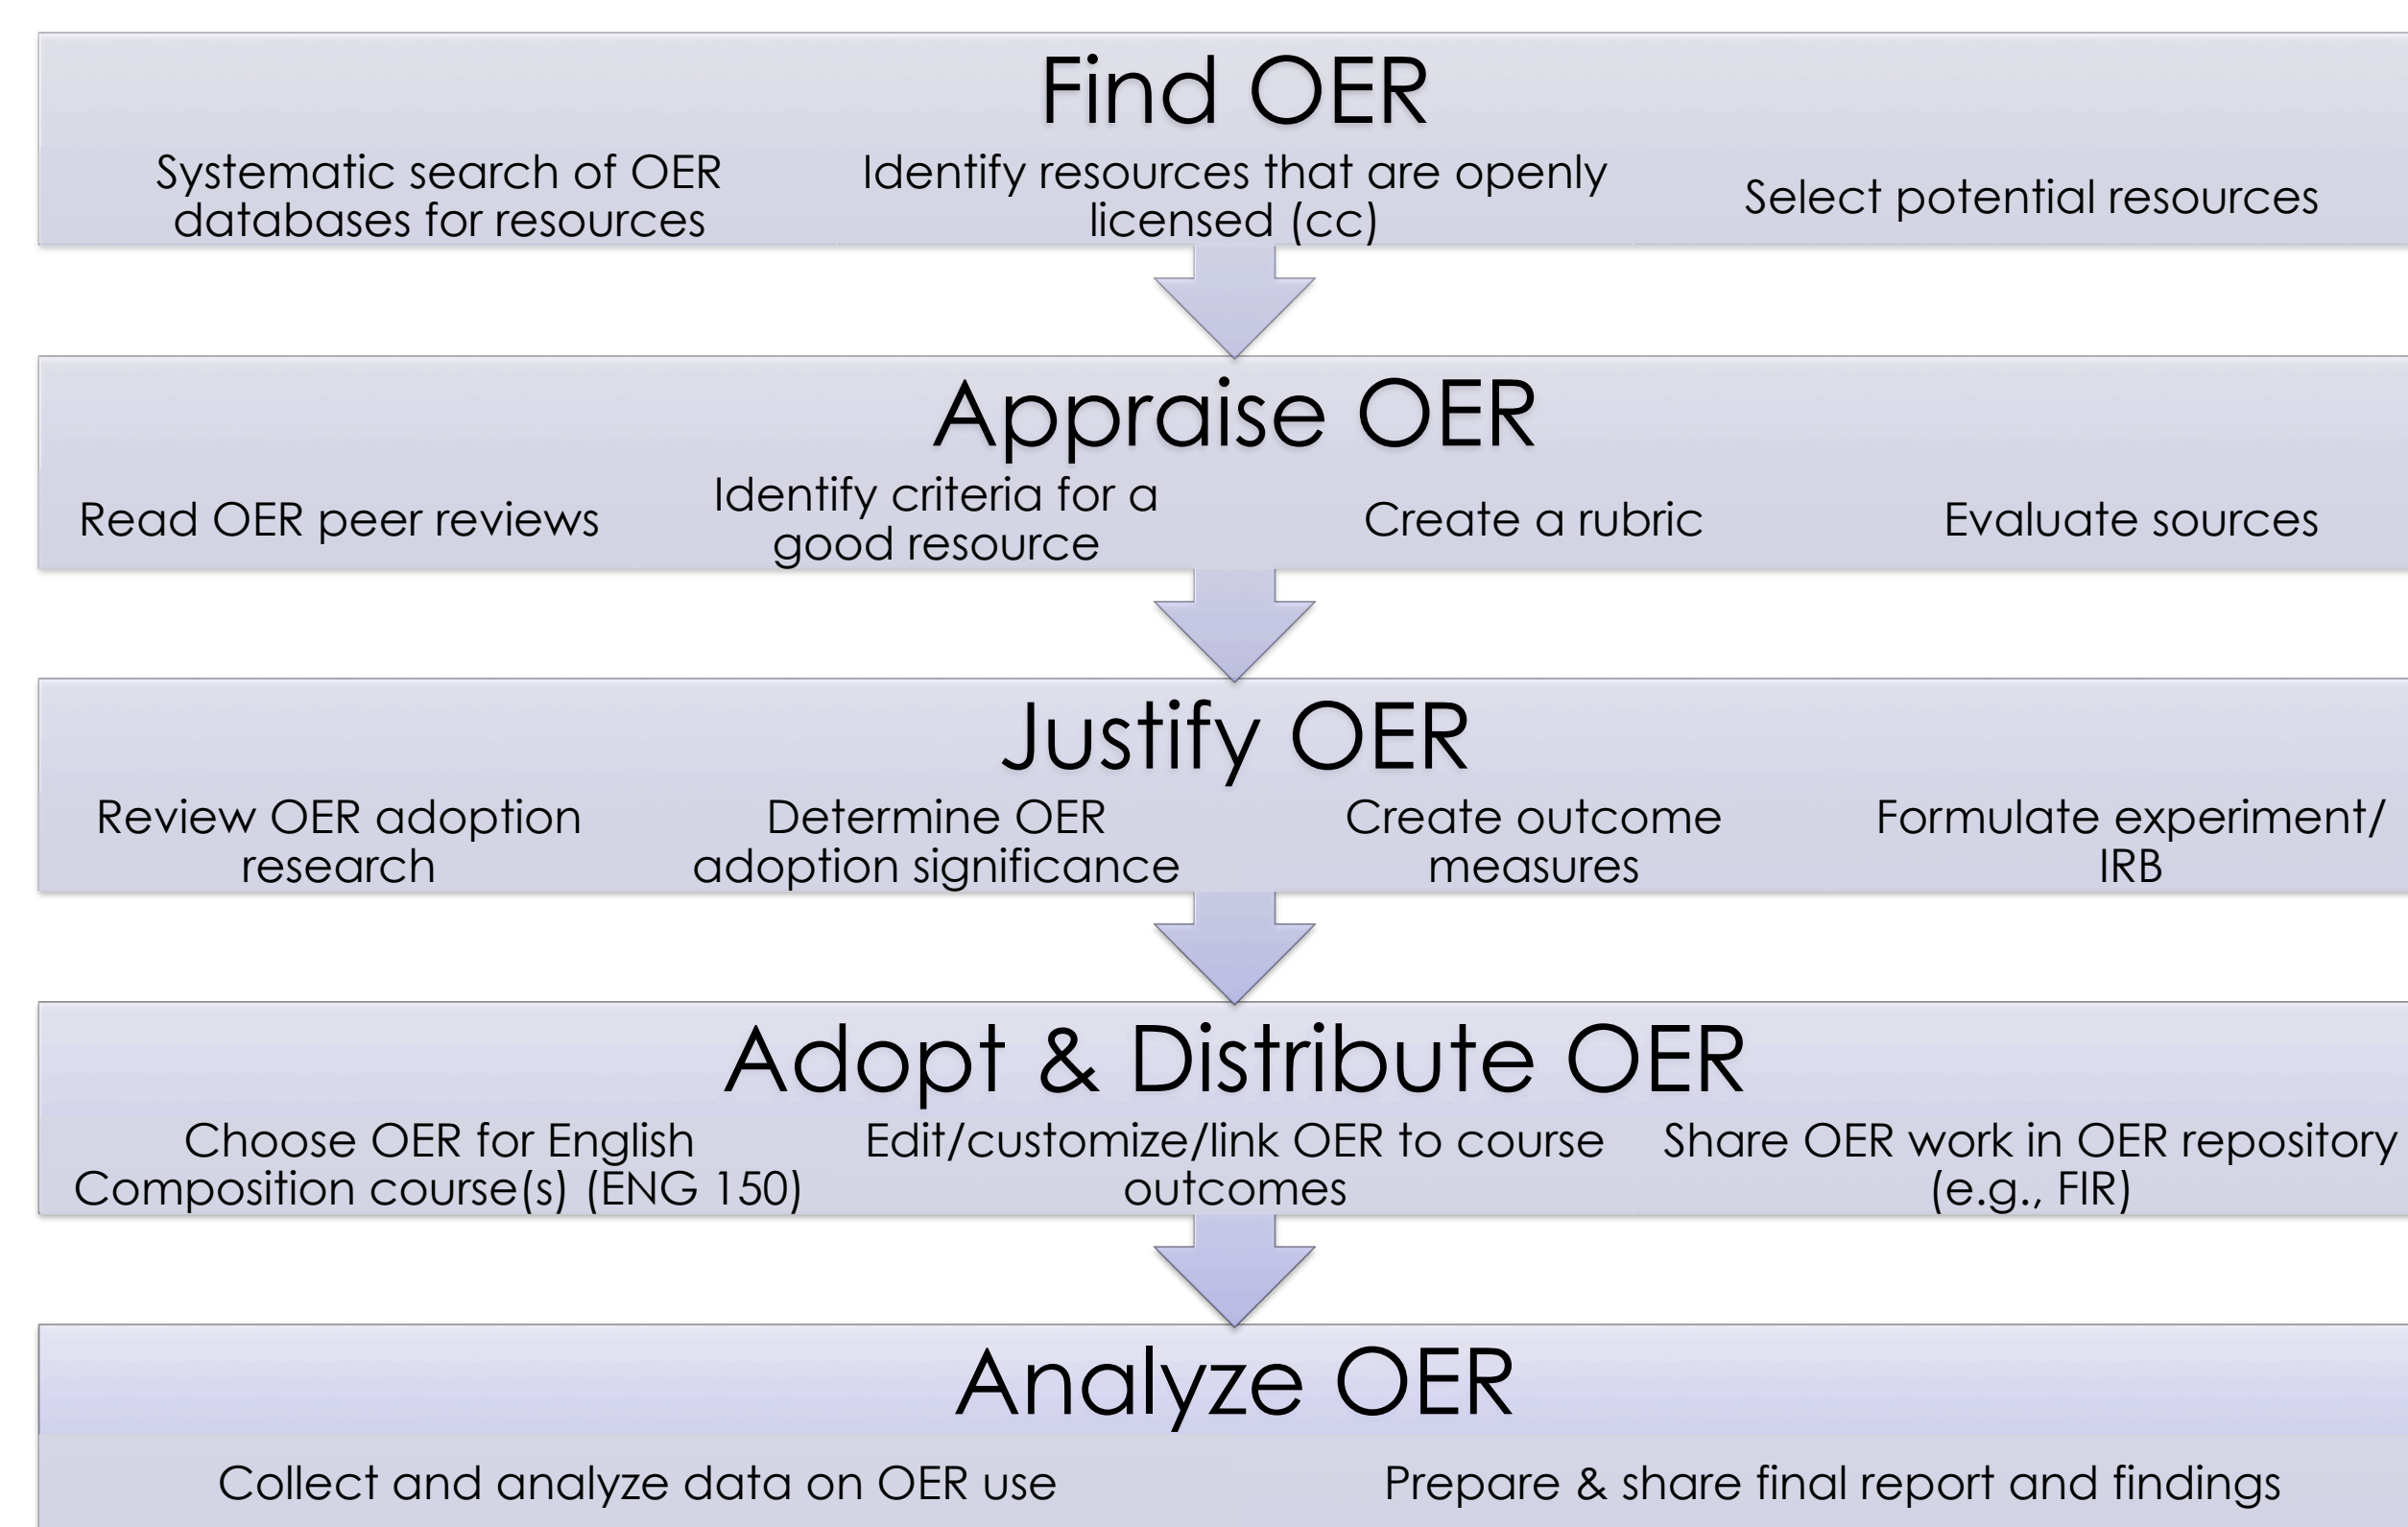 Find OER
Systematic search of OER
databases for resources
Identify resources that are openly
licensed (cc)
Select potential resources
Appraise OER
Read OER peer reviews
Identify criteria for a
good resource
Create a rubric
Evaluate sources
Justify OER
Review OER adoption
research
Determine OER
adoption significance
Create outcome
measures
Formulate experiment/
IRB
Adopt & Distribute OER
Choose OER for English
Composition course(s) (ENG 150)
Edit/customize/link OER to course
outcomes
Share OER work in OER repository
(e.g., FIR)
Analyze OER
Collect and analyze data on OER use
Prepare & share final report and findings